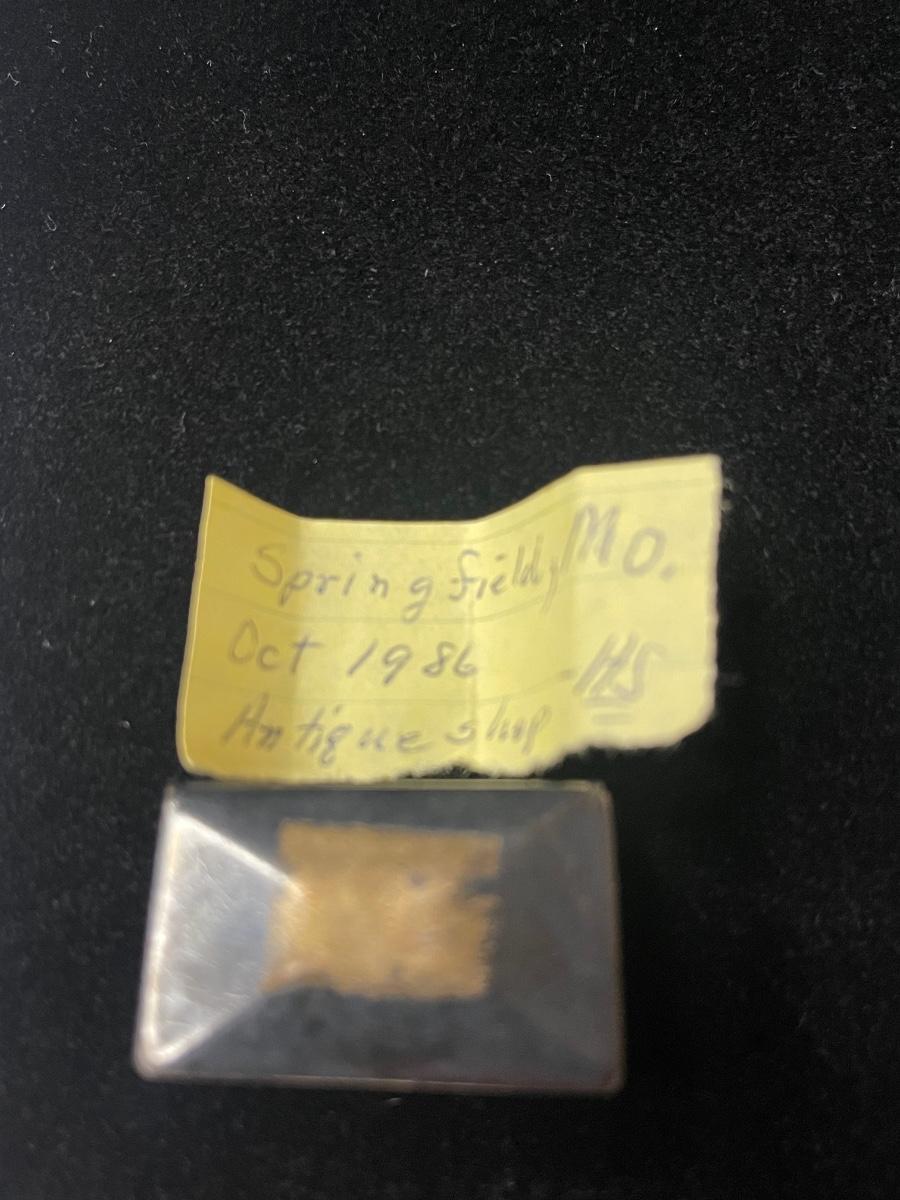 Springfield, Mo.
Oct 1986 -HS
Antique shop